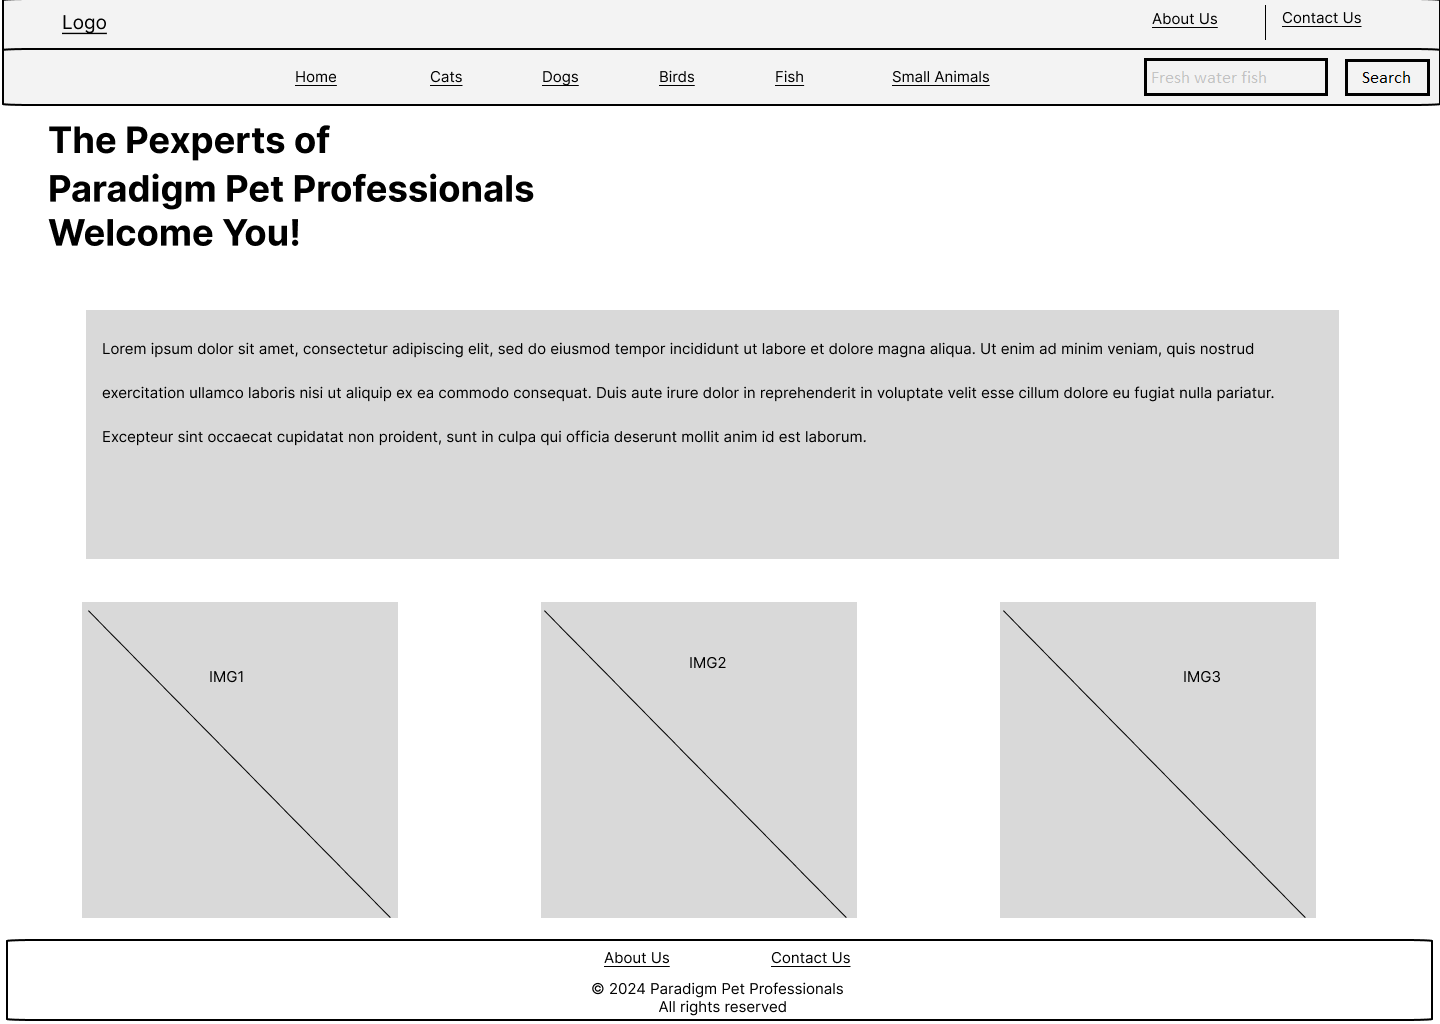 Logo
About Us
Contact Us
Home
Cats
Dogs
Birds
Fish
Small Animals
Fresh water fish
Search
The Pexperts of
Paradigm Pet Professionals
Welcome You!
Lorem ipsum dolor sit amet, consectetur adipiscing elit, sed do eiusmod tempor incididunt ut labore et dolore magna aliqua. Ut enim ad minim veniam, quis nostrud
exercitation ullamco laboris nisi ut aliquip ex ea commodo consequat. Duis aute irure dolor in reprehenderit in voluptate velit esse cillum dolore eu fugiat nulla pariatur.
Excepteur sint occaecat cupidatat non proident, sunt in culpa qui officia deserunt mollit anim id est laborum.
IMG1
IMG2
IMG3
About Us
Contact Us
© 2024 Paradigm Pet Professionals
All rights reserved